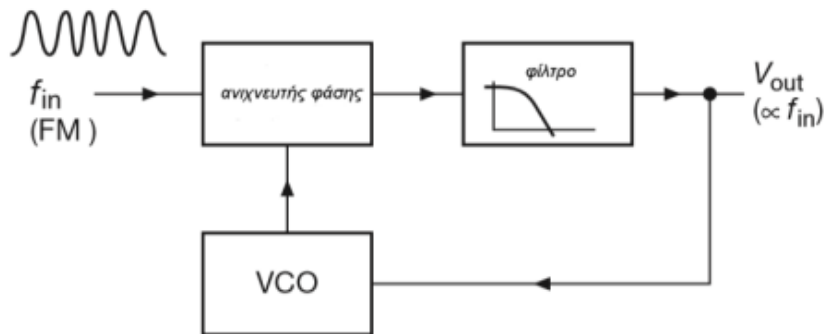 f_in
(FM )
ανιχνευτής φάσης
φίλτρο
V_out
(∝ f_in)
VCO